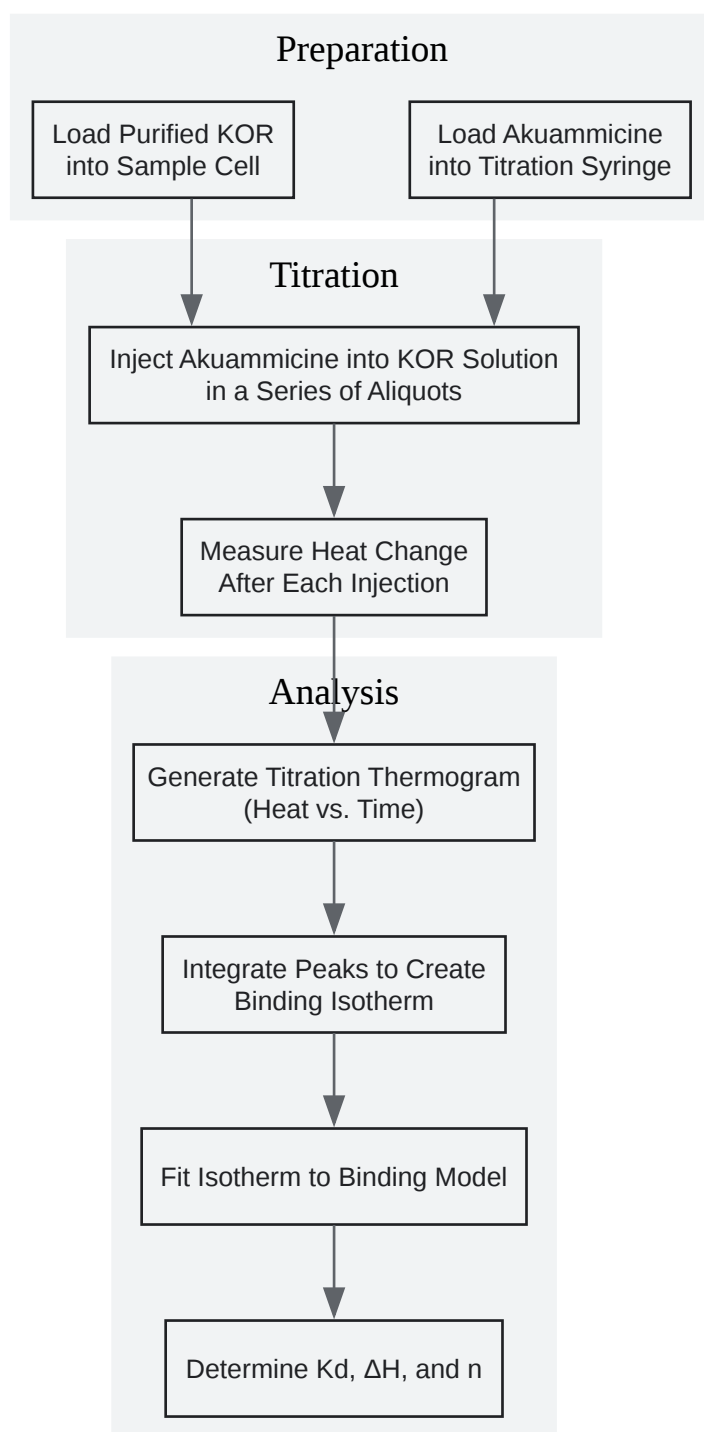 Preparation
Load Purified KOR
into Sample Cell
Load Akuammicine
into Titration Syringe
Titration
Inject Akuammicine into KOR Solution
in a Series of Aliquots
Measure Heat Change
After Each Injection
Analysis
Generate Titration Thermogram
(Heat vs. Time)
Integrate Peaks to Create
Binding Isotherm
Fit Isotherm to Binding Model
Determine Kd, ΔH, and n